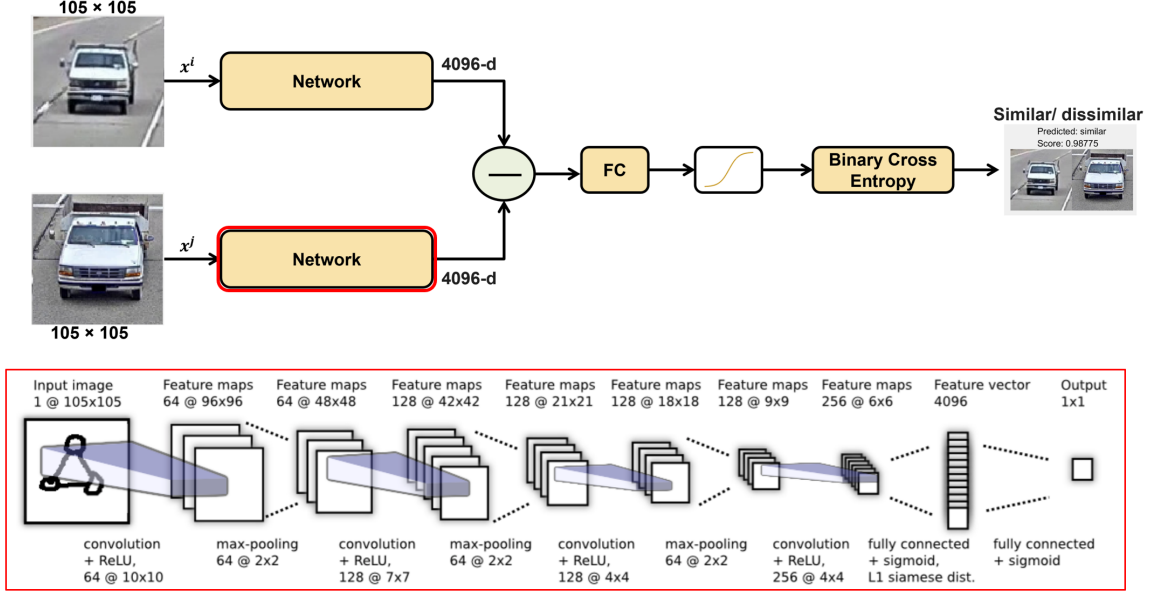 105 × 105
xⁱ
Network
4096-d
FC
Binary Cross
Entropy
Similar/ dissimilar
Predicted: similar
Score: 0.98775
xʲ
Network
4096-d
105 × 105
Input image
1 @ 105x105
Feature maps
64 @ 96x96
Feature maps
64 @ 48x48
Feature maps
128 @ 42x42
Feature maps
128 @ 21x21
Feature maps
128 @ 18x18
Feature maps
128 @ 9x9
Feature maps
256 @ 6x6
Feature vector
4096
Output
1x1
convolution
+ ReLU,
64 @ 10x10
max-pooling
64 @ 2x2
convolution
+ ReLU,
128 @ 7x7
max-pooling
64 @ 2x2
convolution
+ ReLU,
128 @ 4x4
max-pooling
64 @ 2x2
convolution
+ ReLU,
256 @ 4x4
fully connected
+ sigmoid,
L1 siamese dist.
fully connected
+ sigmoid